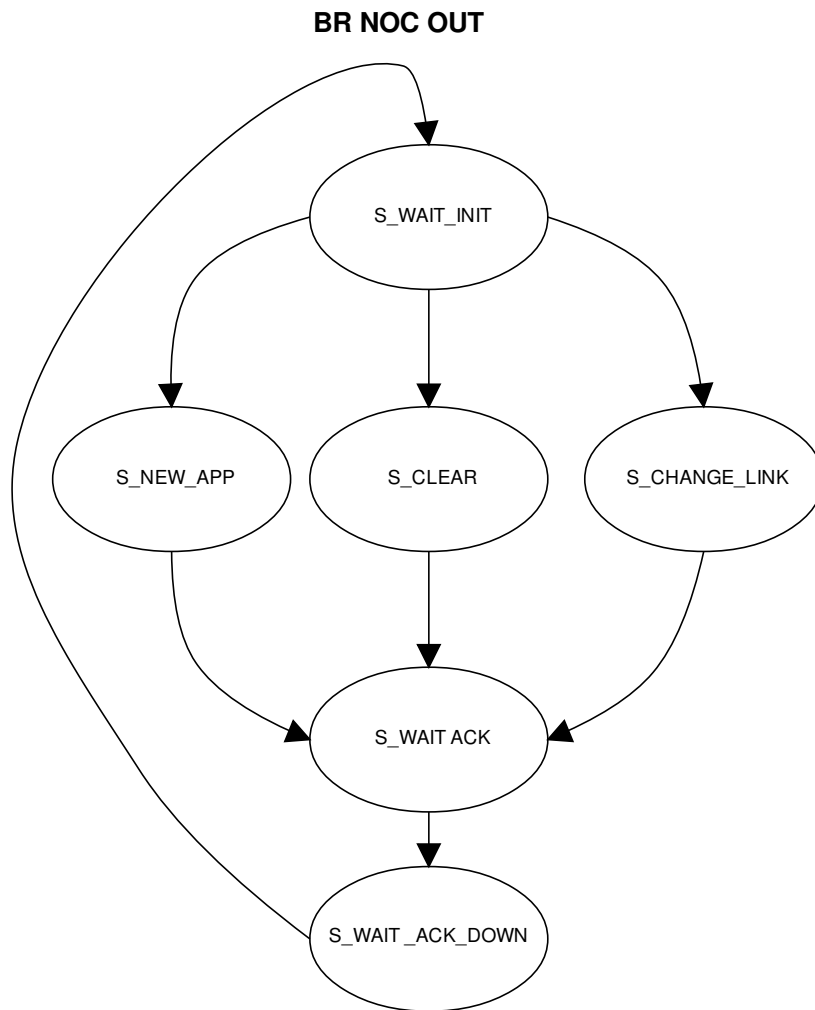 BR NOC OUT
S_WAIT_INIT
S_NEW_APP
S_CLEAR
S_CHANGE_LINK
S_WAIT ACK
S_WAIT _ACK_DOWN